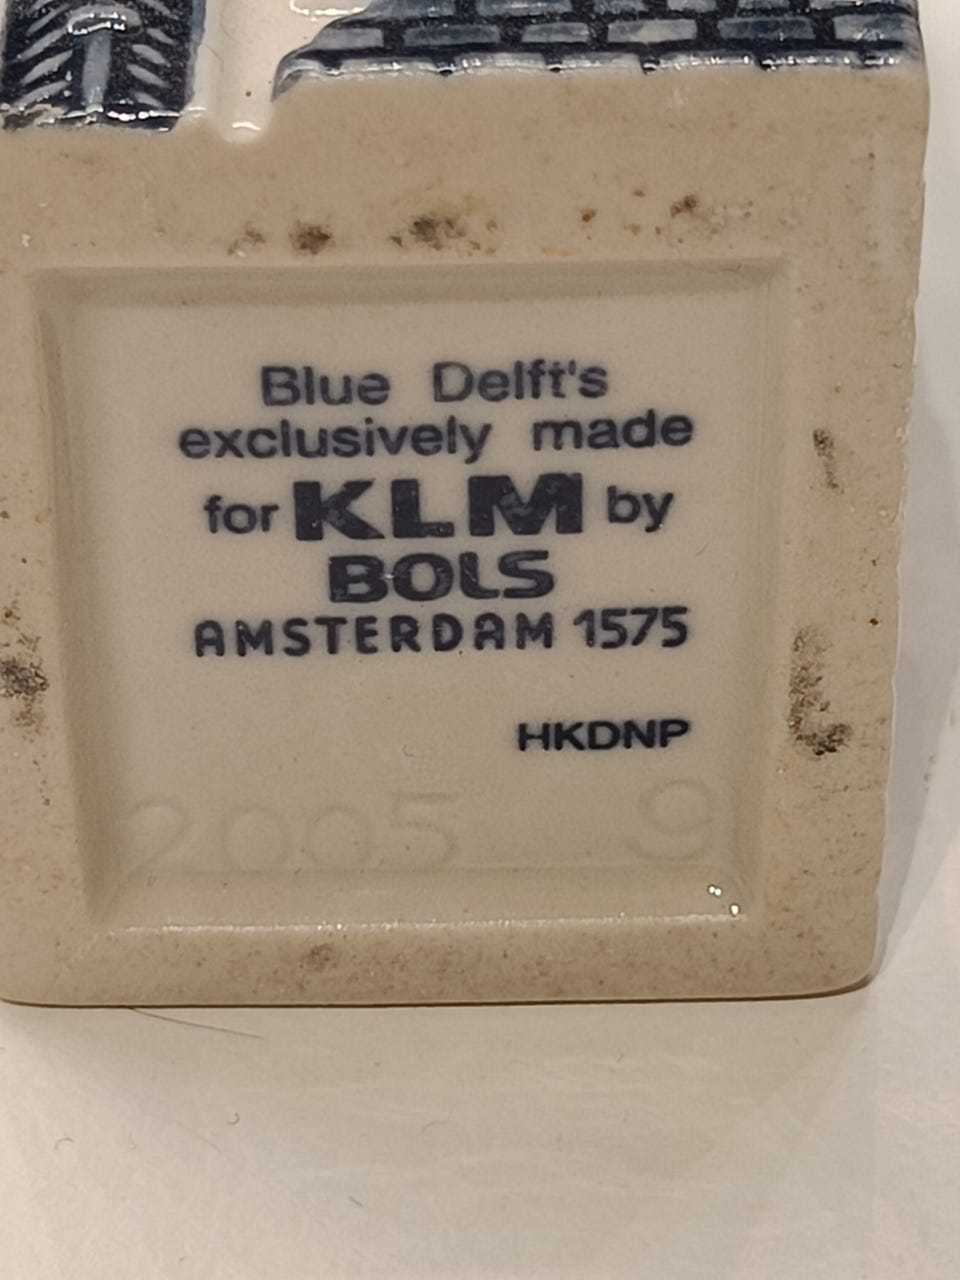 Blue Delft's
exclusively made
for KLM by
BOLS
AMSTERDAM 1575
HKDNP
2005 9